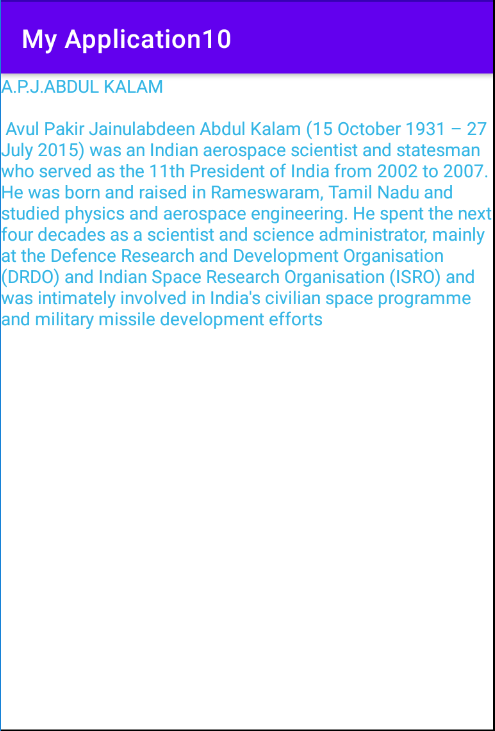 My Application10
A.P.J.ABDUL KALAM
Avul Pakir Jainulabdeen Abdul Kalam (15 October 1931 – 27
July 2015) was an Indian aerospace scientist and statesman
who served as the 11th President of India from 2002 to 2007.
He was born and raised in Rameswaram, Tamil Nadu and
studied physics and aerospace engineering. He spent the next
four decades as a scientist and science administrator, mainly
at the Defence Research and Development Organisation
(DRDO) and Indian Space Research Organisation (ISRO) and
was intimately involved in India's civilian space programme
and military missile development efforts